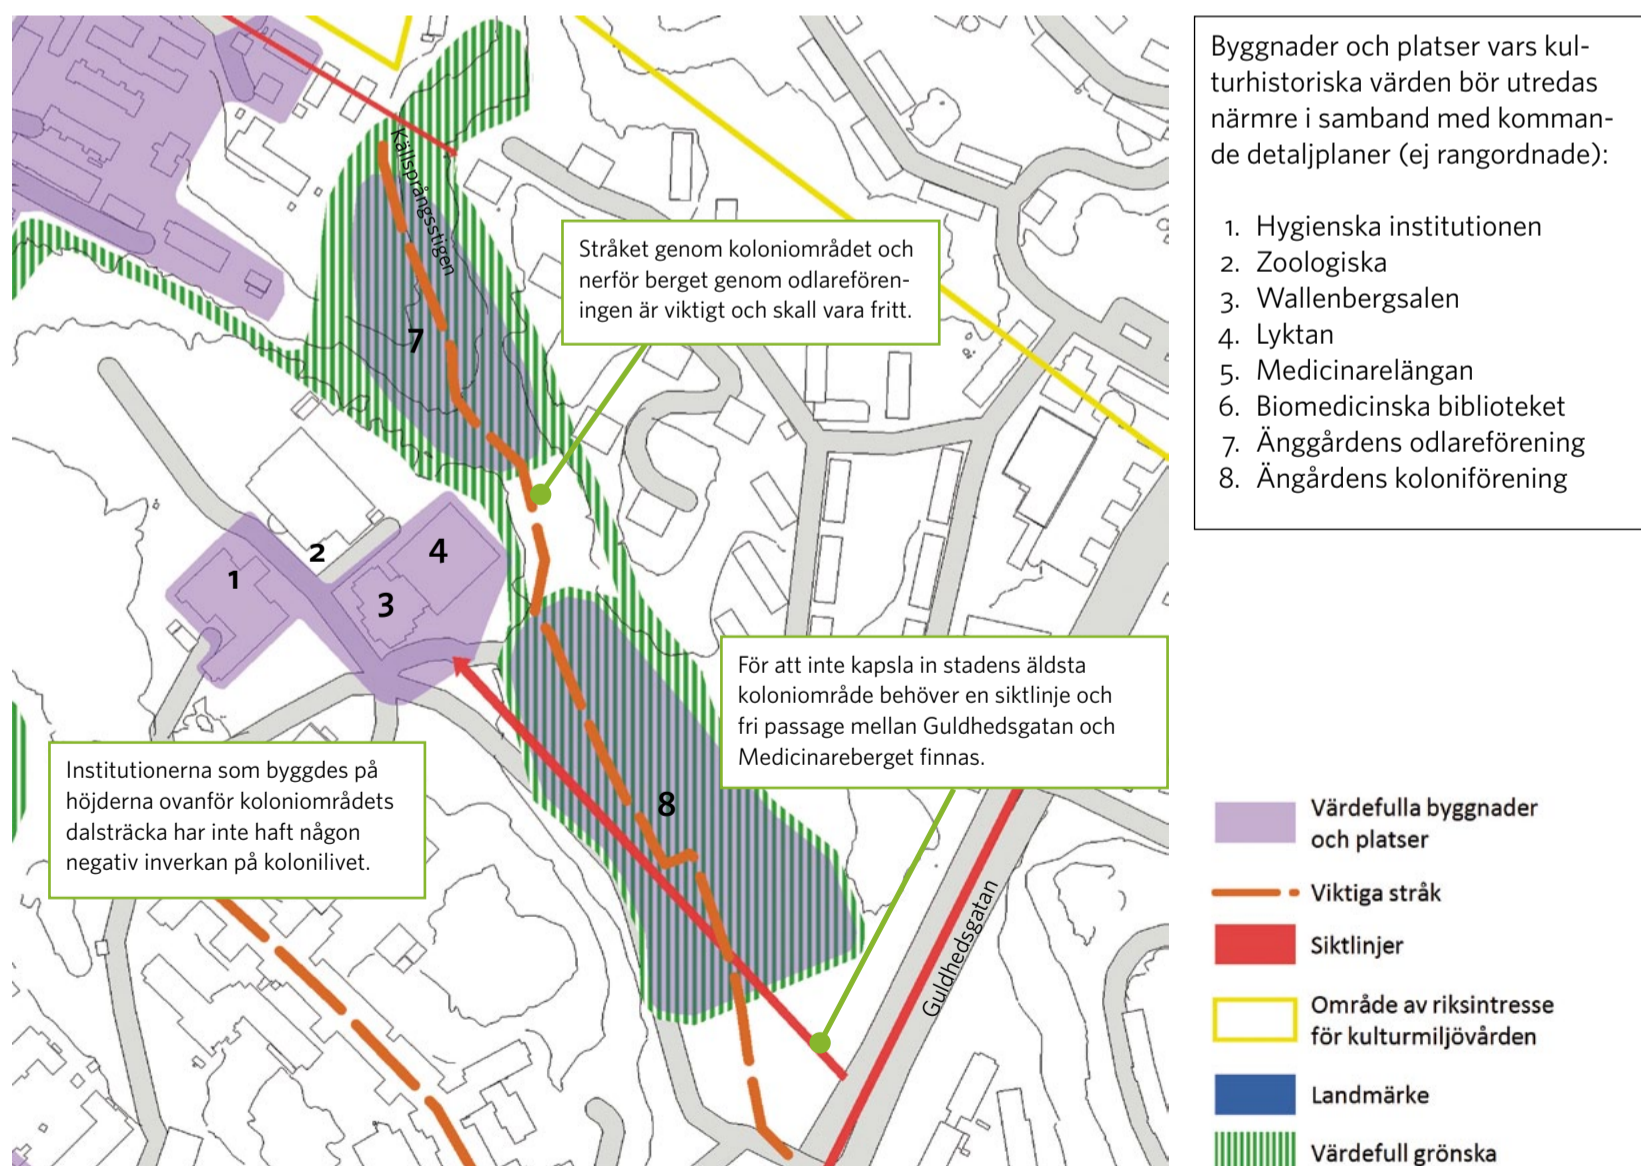 Källsprångsstigen
Stråket genom koloniområdet och
nerför berget genom odlarefören-
ingen är viktigt och skall vara fritt.
7
4
2
1
3
För att inte kapsla in stadens äldsta
koloniområde behöver en siktlinje och
fri passage mellan Guldhedsgatan och
Medicinareberget finnas.
Institutionerna som byggdes på
höjderna ovanför koloniområdets
dalsträcka har inte haft någon
negativ inverkan på kolonilivet.
8
Guldhedsgatan
Byggnader och platser vars kul-
turhistoriska värden bör utredas
närmre i samband med komman-
de detaljplaner (ej rangordnade):
1. Hygienska institutionen
2. Zoologiska
3. Wallenbergsalen
4. Lyktan
5. Medicinarelängan
6. Biomedicinska biblioteket
7. Änggårdens odlareförening
8. Ängårdens koloniförening
Värdefulla byggnader
och platser
Viktiga stråk
Siktlinjer
Område av riksintresse
för kulturmiljövården
Landmärke
Värdefull grönska